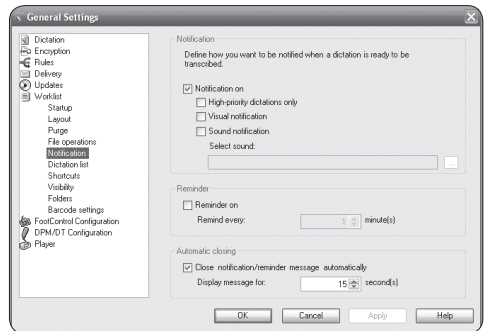 General Settings
Dictation
Encryption
Rules
Delivery
Updates
Worklist
Startup
Layout
Purge
File operations
Notification
Dictation list
Shortcuts
Visibility
Folders
Barcode settings
FootControl Configuration
DPM/DT Configuration
Player
Notification
Define how you want to be notified when a dictation is ready to be
transcribed.
Notification on
High-priority dictations only
Visual notification
Sound notification
Select sound:
...
Reminder
Reminder on
Remind every: 1 minute(s)
Automatic closing
Close notification/reminder message automatically
Display message for: 15 second(s)
OK Cancel Apply Help